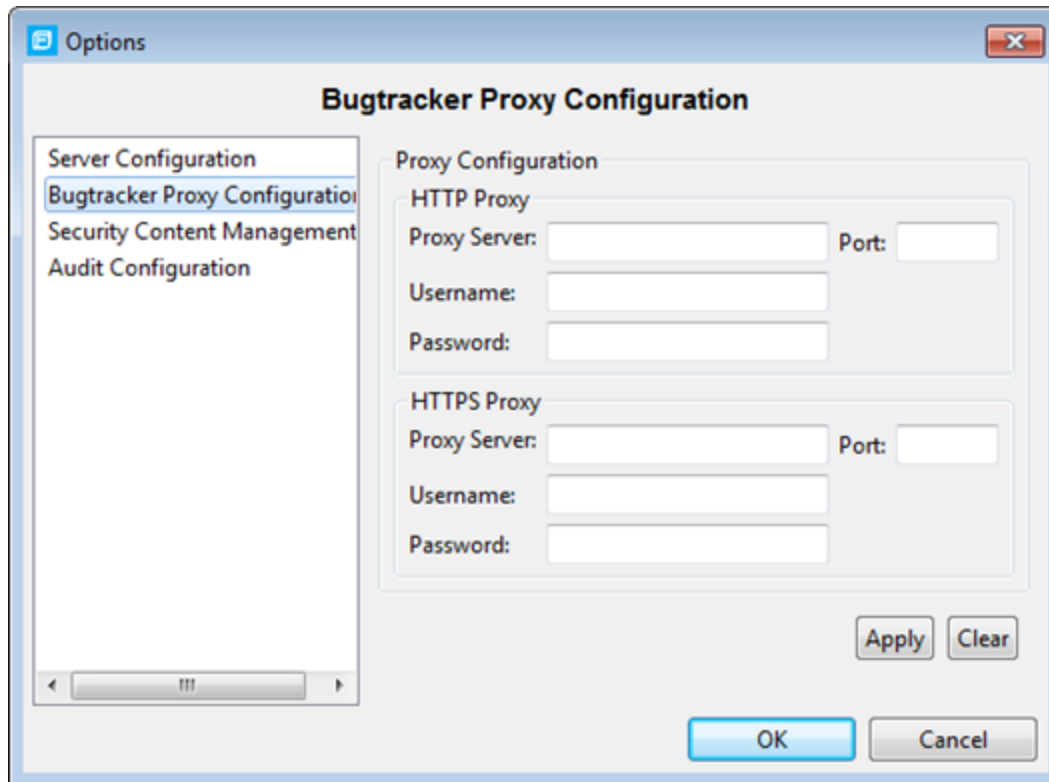 Options
Bugtracker Proxy Configuration
Server Configuration
Bugtracker Proxy Configuration
Security Content Management
Audit Configuration
Proxy Configuration
HTTP Proxy
Proxy Server: Port:
Username:
Password:
HTTPS Proxy
Proxy Server: Port:
Username:
Password:
Apply Clear
OK Cancel